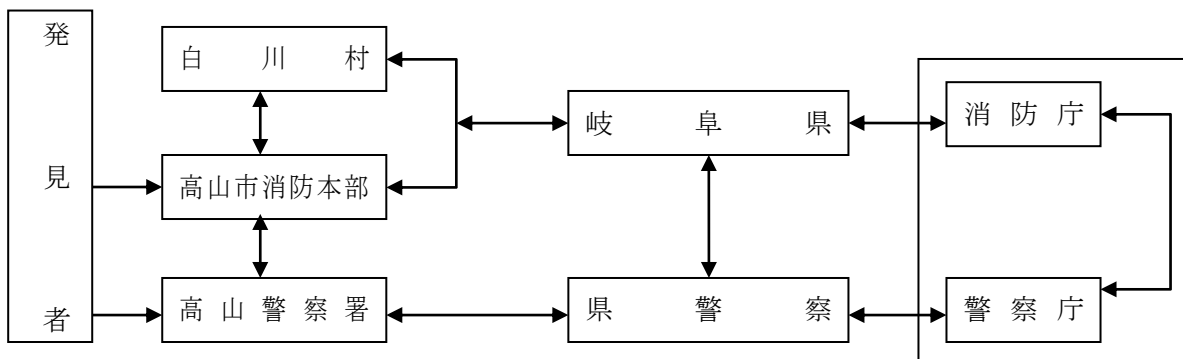 発見者
白川村
高山市消防本部
高山警察署
岐阜県
県警察
消防庁
警察庁